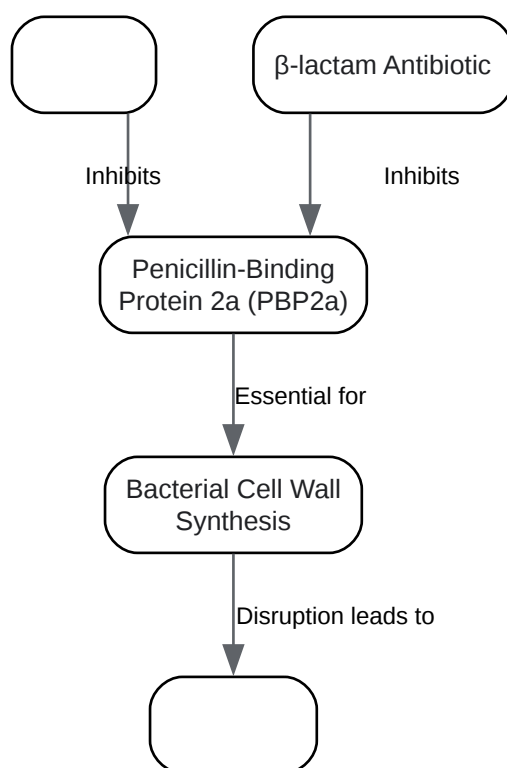 β-lactam Antibiotic
Inhibits
Inhibits
Penicillin-Binding
Protein 2a (PBP2a)
Essential for
Bacterial Cell Wall
Synthesis
Disruption leads to